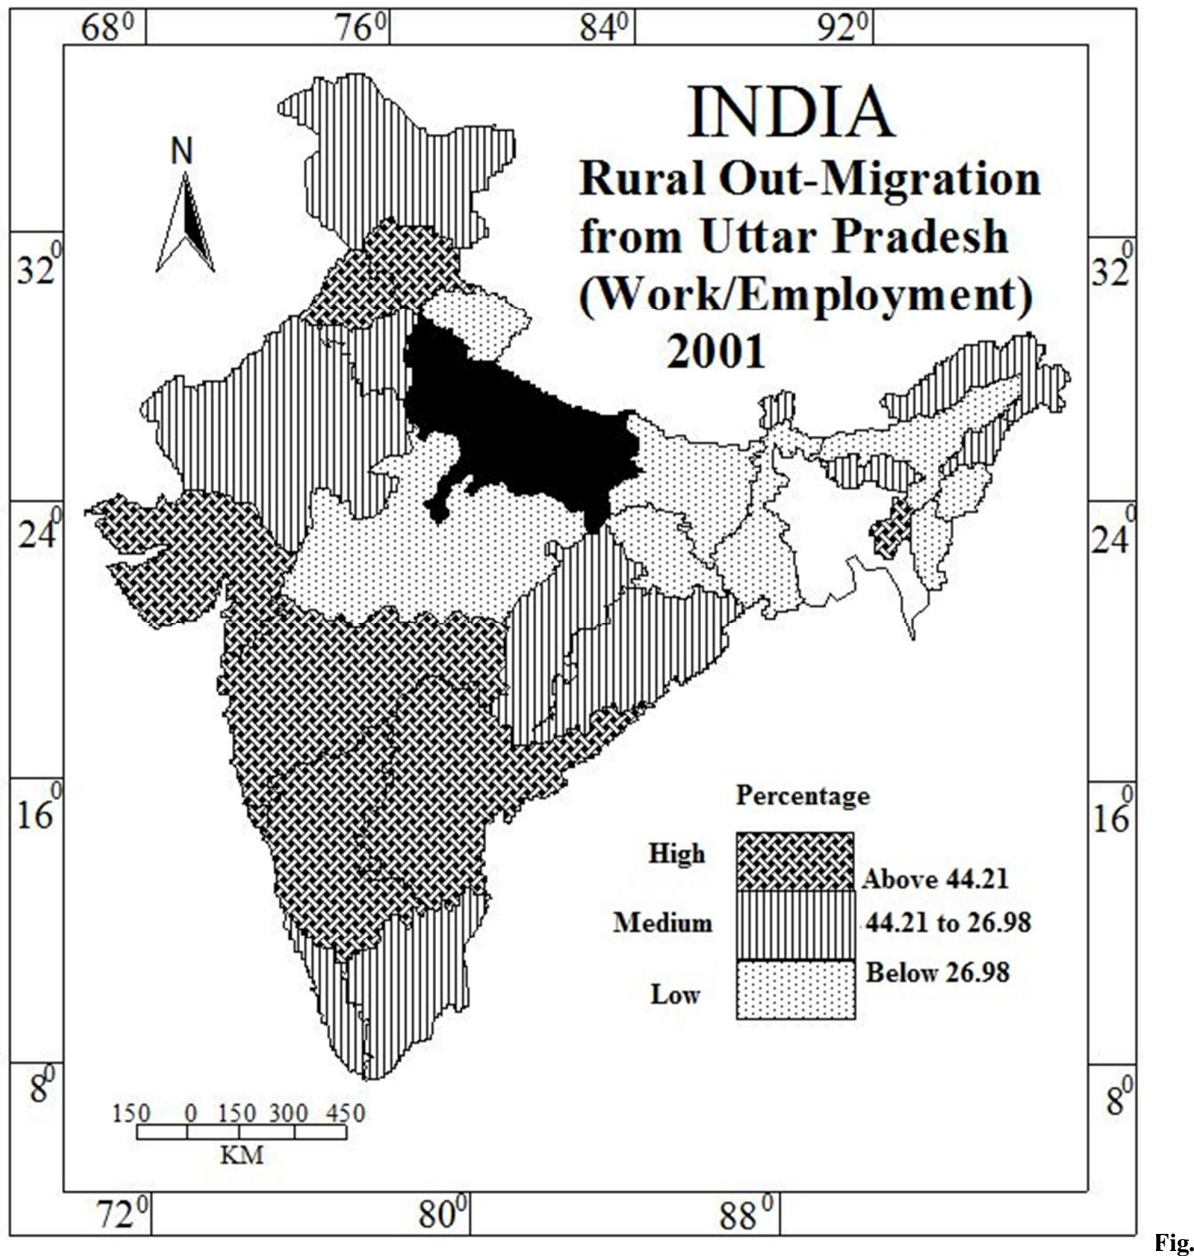 68⁰ 76⁰ 84⁰ 92⁰
INDIA
Rural Out-Migration
from Uttar Pradesh
(Work/Employment)
2001
N
32⁰ 32⁰
24⁰ 24⁰
16⁰ 16⁰
8⁰ 8⁰
Percentage
High
Above 44.21
Medium 44.21 to 26.98
Below 26.98
Low
150 0 150 300 450
KM
72⁰ 80⁰ 88⁰
Fig.